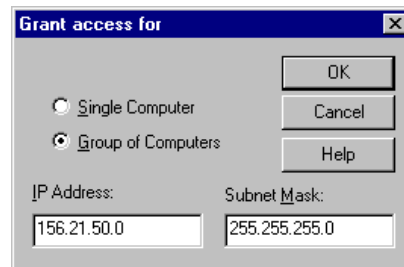 Grant access for
OK
Single Computer
Cancel
Group of Computers
Help
IP Address:
Subnet Mask:
156.21.50.0
255.255.255.0